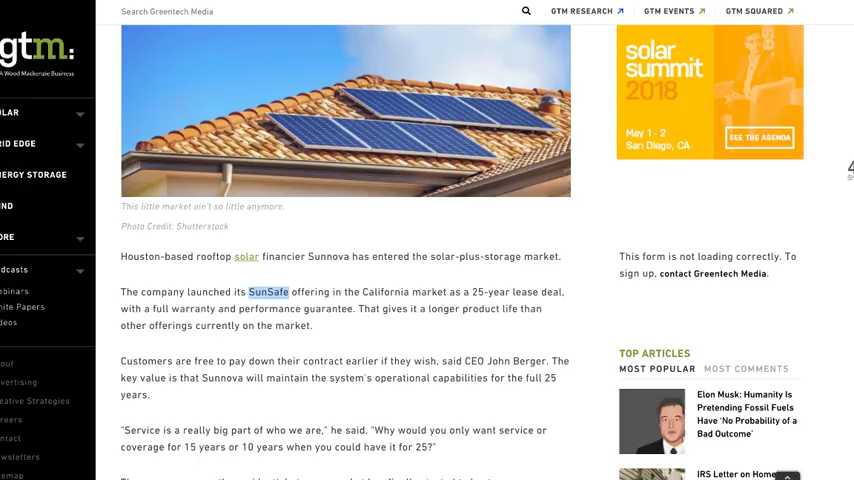 Search Greentech Media
GTM RESEARCH
GTM EVENTS
GTM SQUARED
gtm:
A Wood Mackenzie Business
OLAR
RID EDGE
NERGY STORAGE
IND
ORE
dcasts
ebinars
hite Papers
deos
out
vertising
eative Strategies
reers
ntact
wsletters
temap
This little market ain't so little anymore.
Photo Credit: Shutterstock
Houston-based rooftop solar financier Sunnova has entered the solar-plus-storage market.
The company launched its SunSafe offering in the California market as a 25-year lease deal,
with a full warranty and performance guarantee. That gives it a longer product life than
other offerings currently on the market.
Customers are free to pay down their contract earlier if they wish, said CEO John Berger. The
key value is that Sunnova will maintain the system's operational capabilities for the full 25
years.
"Service is a really big part of who we are," he said. "Why would you only want service or
coverage for 15 years or 10 years when you could have it for 25?"
solar
summit
2018
May 1 - 2
San Diego, CA
SEE THE AGENDA
This form is not loading correctly. To
sign up, contact Greentech Media.
TOP ARTICLES
MOST POPULAR MOST COMMENTS
Elon Musk: Humanity Is
Pretending Fossil Fuels
Have 'No Probability of a
Bad Outcome'
IRS Letter on Home